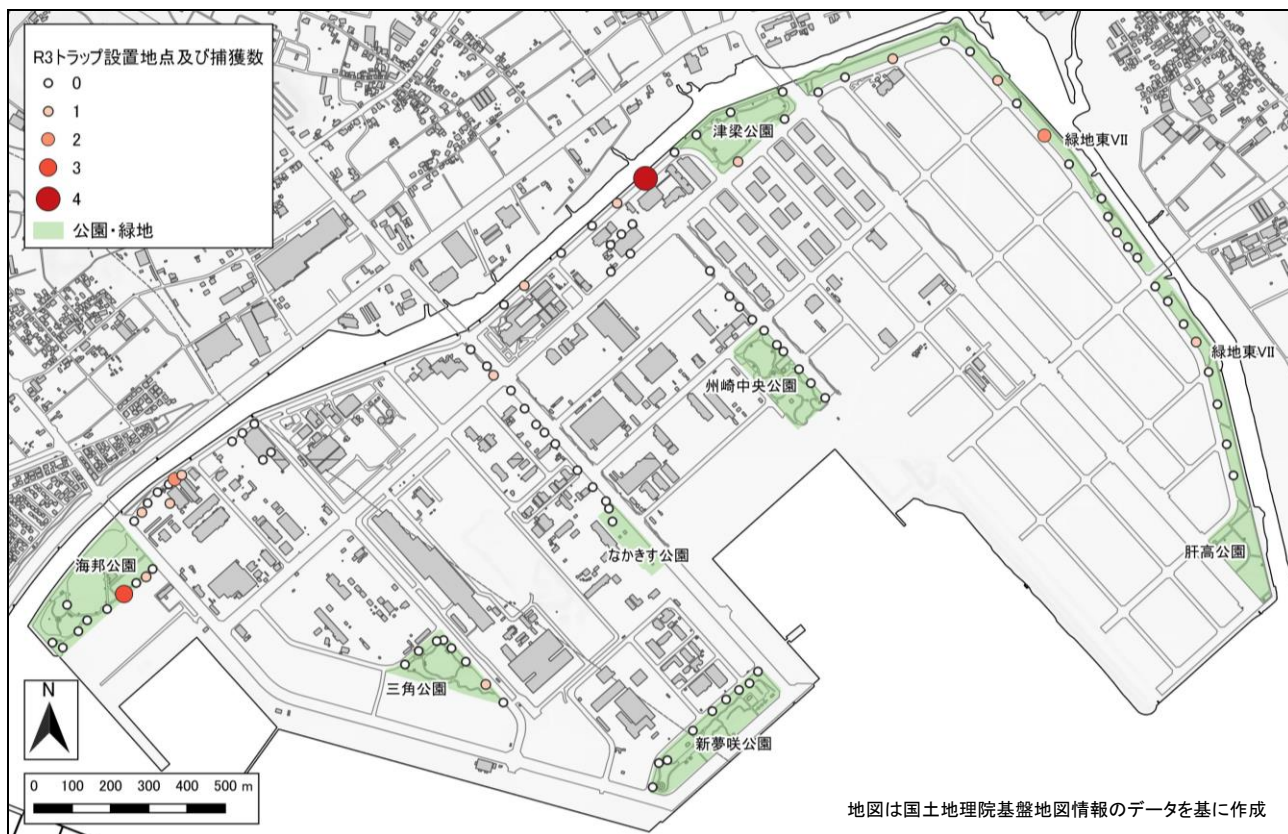 R3トラップ設置地点及び捕獲数
0
1
2
3
4
公園・緑地
津梁公園
緑地東VII
緑地東VII
州崎中央公園
なかきす公園
海邦公園
肝高公園
三角公園
新夢咲公園
N
0 100 200 300 400 500 m
地図は国土地理院基盤地図情報のデータを基に作成